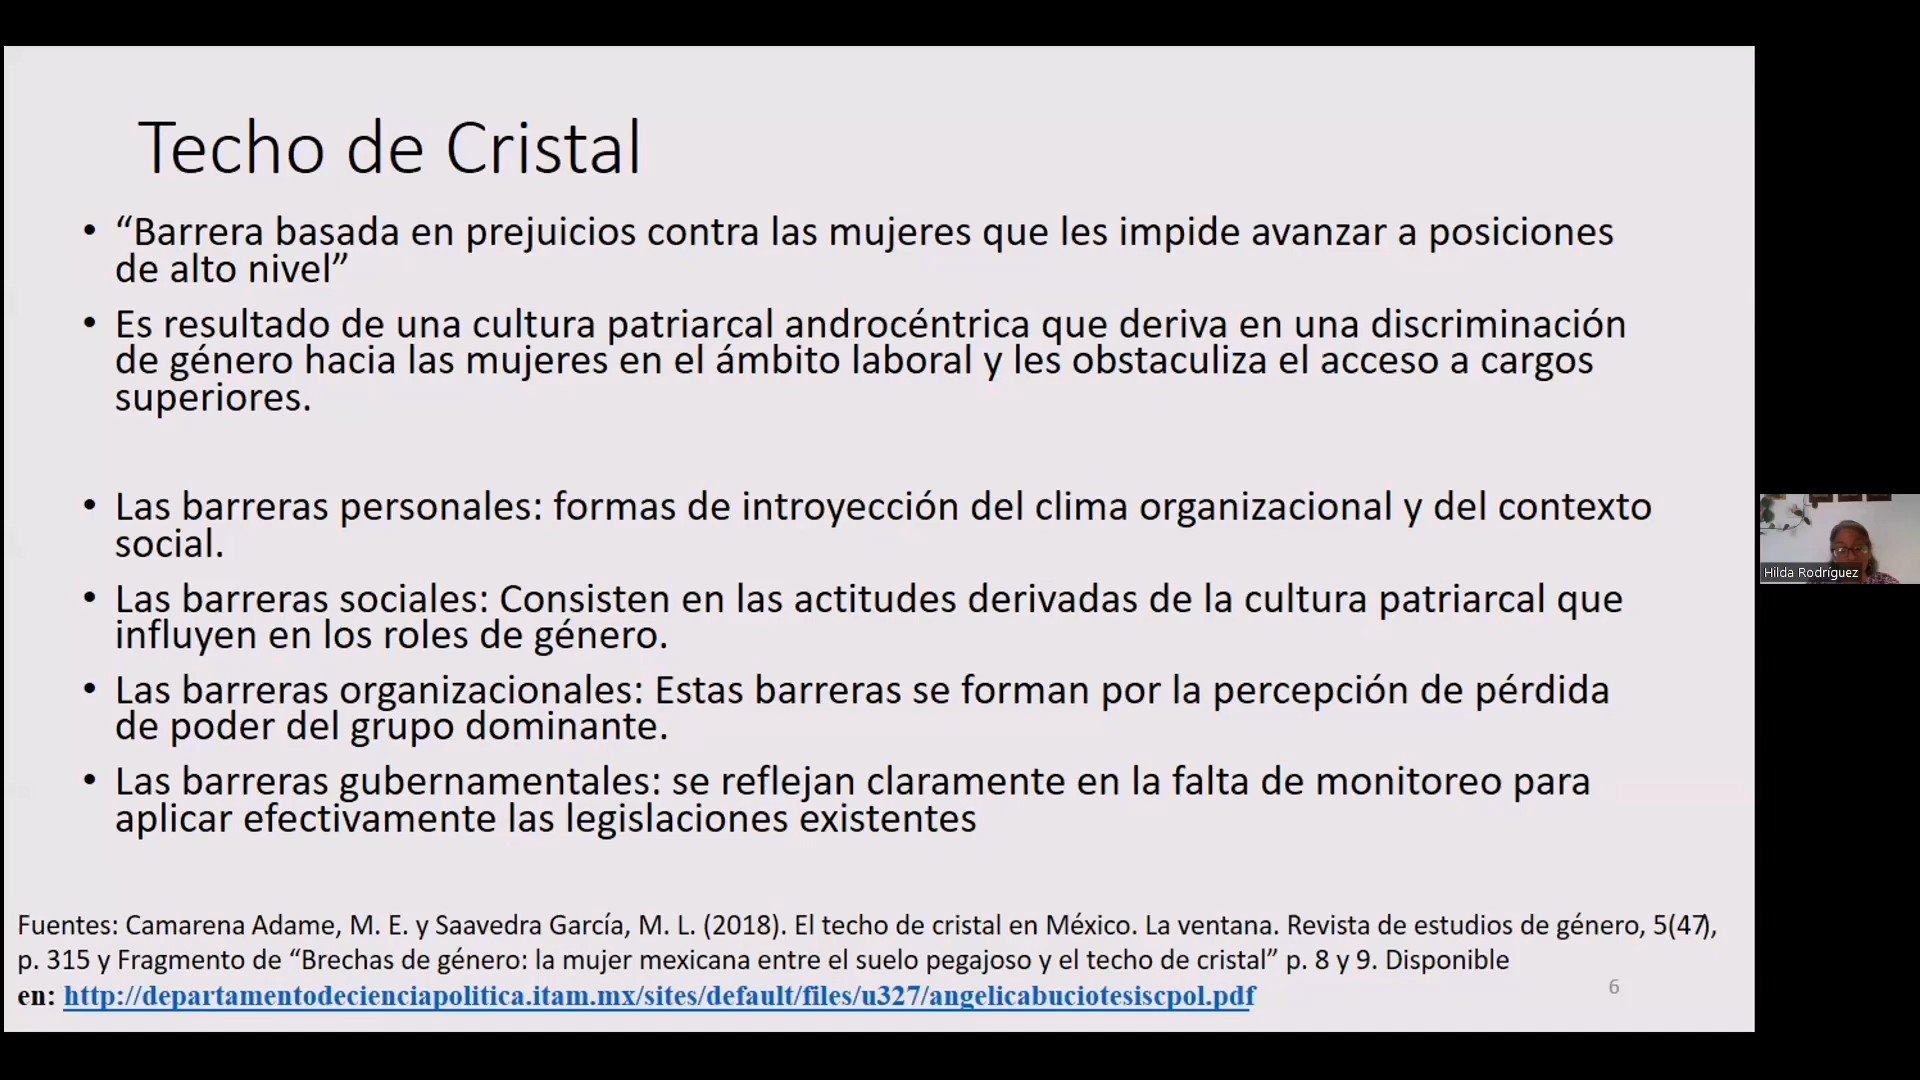 Techo de Cristal
• “Barrera basada en prejuicios contra las mujeres que les impide avanzar a posiciones
de alto nivel”
• Es resultado de una cultura patriarcal androcéntrica que deriva en una discriminación
de género hacia las mujeres en el ámbito laboral y les obstaculiza el acceso a cargos
superiores.
• Las barreras personales: formas de introyección del clima organizacional y del contexto
social.
• Las barreras sociales: Consisten en las actitudes derivadas de la cultura patriarcal que
influyen en los roles de género.
• Las barreras organizacionales: Estas barreras se forman por la percepción de pérdida
de poder del grupo dominante.
• Las barreras gubernamentales: se reflejan claramente en la falta de monitoreo para
aplicar efectivamente las legislaciones existentes
Fuentes: Camarena Adame, M. E. y Saavedra García, M. L. (2018). El techo de cristal en México. La ventana. Revista de estudios de género, 5(47),
p. 315 y Fragmento de “Brechas de género: la mujer mexicana entre el suelo pegajoso y el techo de cristal” p. 8 y 9. Disponible
en: http://departamentodecienciapolitica.itam.mx/sites/default/files/u327/angelicabuciotesiscpol.pdf
6
Hilda Rodríguez